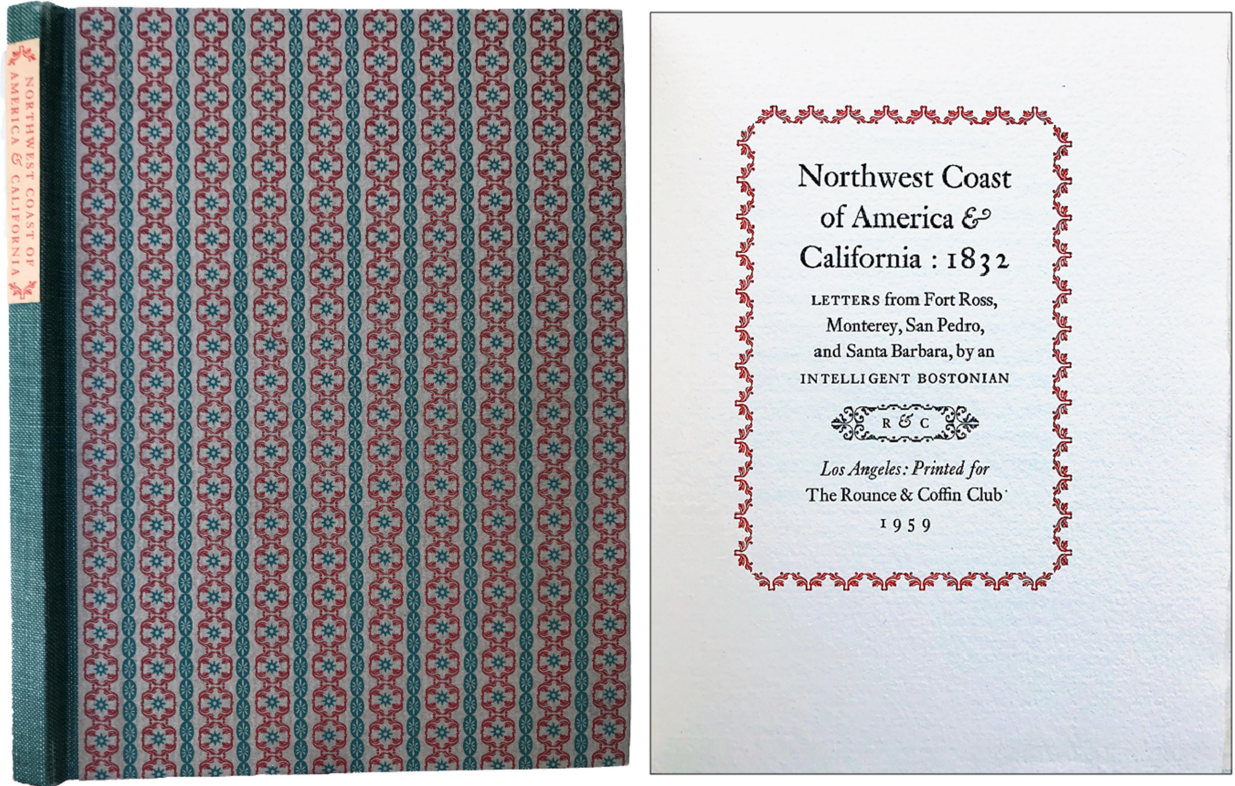 NORTHWEST COAST OF
AMERICA & CALIFORNIA
Northwest Coast
of America &
California : 1832
LETTERS from Fort Ross,
Monterey, San Pedro,
and Santa Barbara, by an
INTELLIGENT BOSTONIAN
R & C
Los Angeles: Printed for
The Rounce & Coffin Club
1959